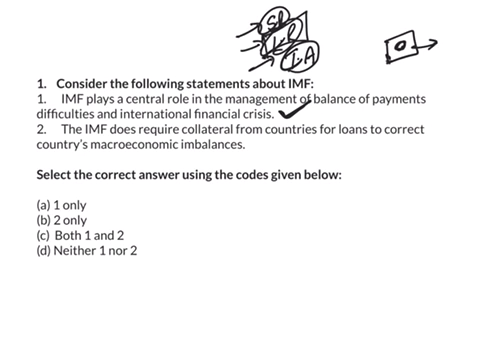 1. Consider the following statements about IMF:
1. IMF plays a central role in the management of balance of payments
difficulties and international financial crisis.
2. The IMF does require collateral from countries for loans to correct
country's macroeconomic imbalances.
Select the correct answer using the codes given below:
(a) 1 only
(b) 2 only
(c) Both 1 and 2
(d) Neither 1 nor 2